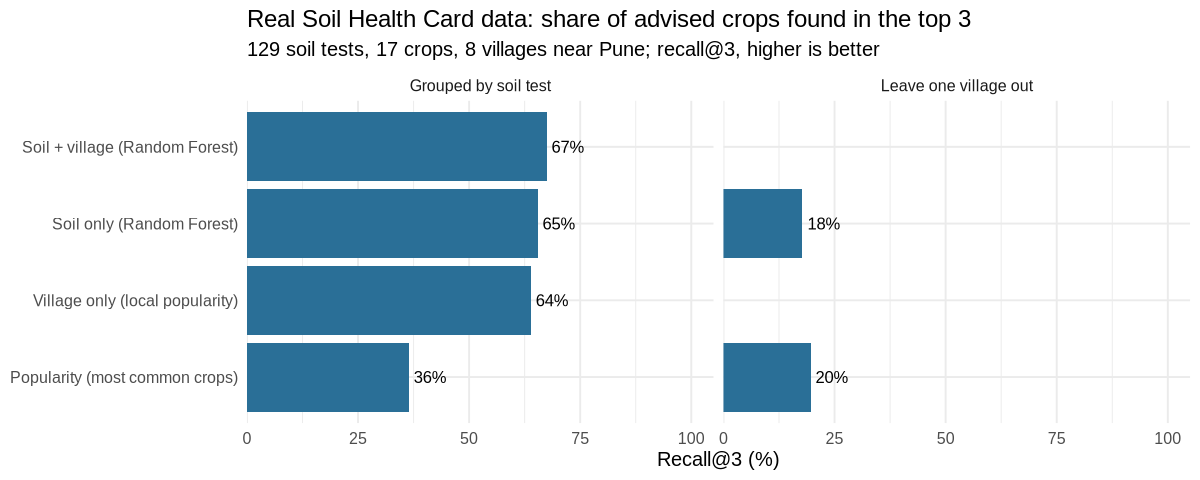 Real Soil Health Card data: share of advised crops found in the top 3
129 soil tests, 17 crops, 8 villages near Pune; recall@3, higher is better
Grouped by soil test
Leave one village out
Soil + village (Random Forest)
67%
Soil only (Random Forest)
65%
18%
Village only (local popularity)
64%
Popularity (most common crops)
36%
20%
0 25 50 75 100 0 25 50 75 100
Recall@3 (%)